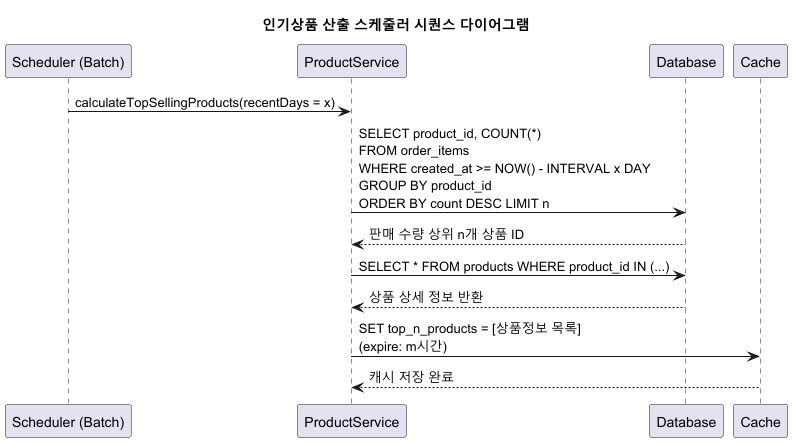 인기상품 산출 스케줄러 시퀀스 다이어그램
Scheduler (Batch)
ProductService
Database
Cache
calculateTopSellingProducts(recentDays = x)
SELECT product_id, COUNT(*)
FROM order_items
WHERE created_at >= NOW() - INTERVAL x DAY
GROUP BY product_id
ORDER BY count DESC LIMIT n
판매 수량 상위 n개 상품 ID
SELECT * FROM products WHERE product_id IN (...)
상품 상세 정보 반환
SET top_n_products = [상품정보 목록]
(expire: m시간)
캐시 저장 완료
Scheduler (Batch)
ProductService
Database
Cache